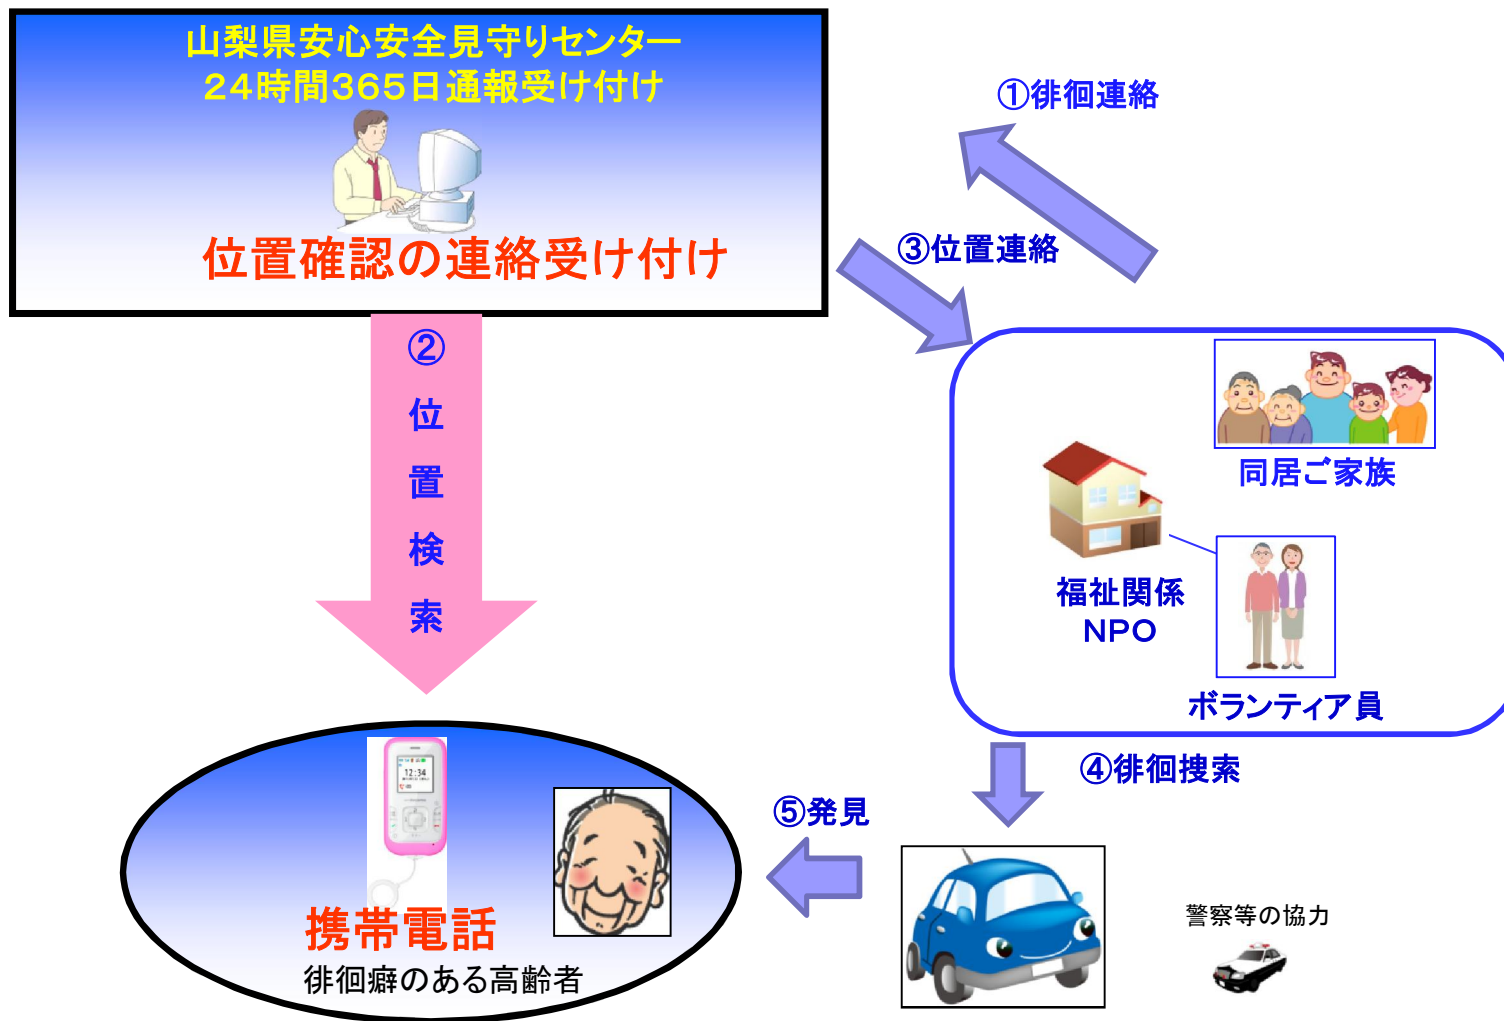 山梨県安心安全見守りセンター
24時間365日通報受け付け
位置確認の連絡受け付け
①徘徊連絡
③位置連絡
②
位
置
検
索
同居ご家族
福祉関係
NPO
ボランティア員
④徘徊捜索
⑤発見
12:34
携帯電話
徘徊癖のある高齢者
警察等の協力